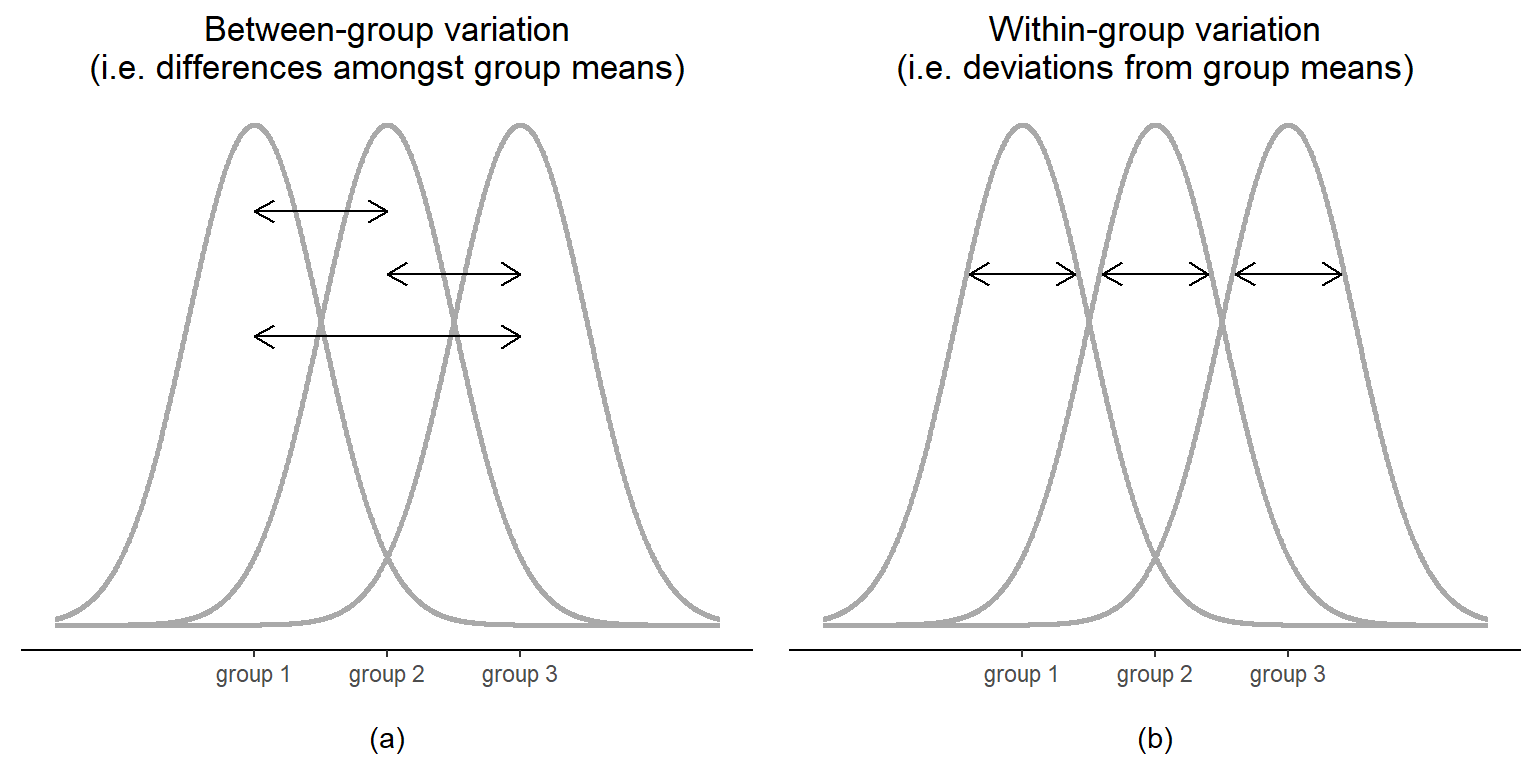 Between-group variation
(i.e. differences amongst group means)
group 1 group 2 group 3
(a)
Within-group variation
(i.e. deviations from group means)
group 1 group 2 group 3
(b)